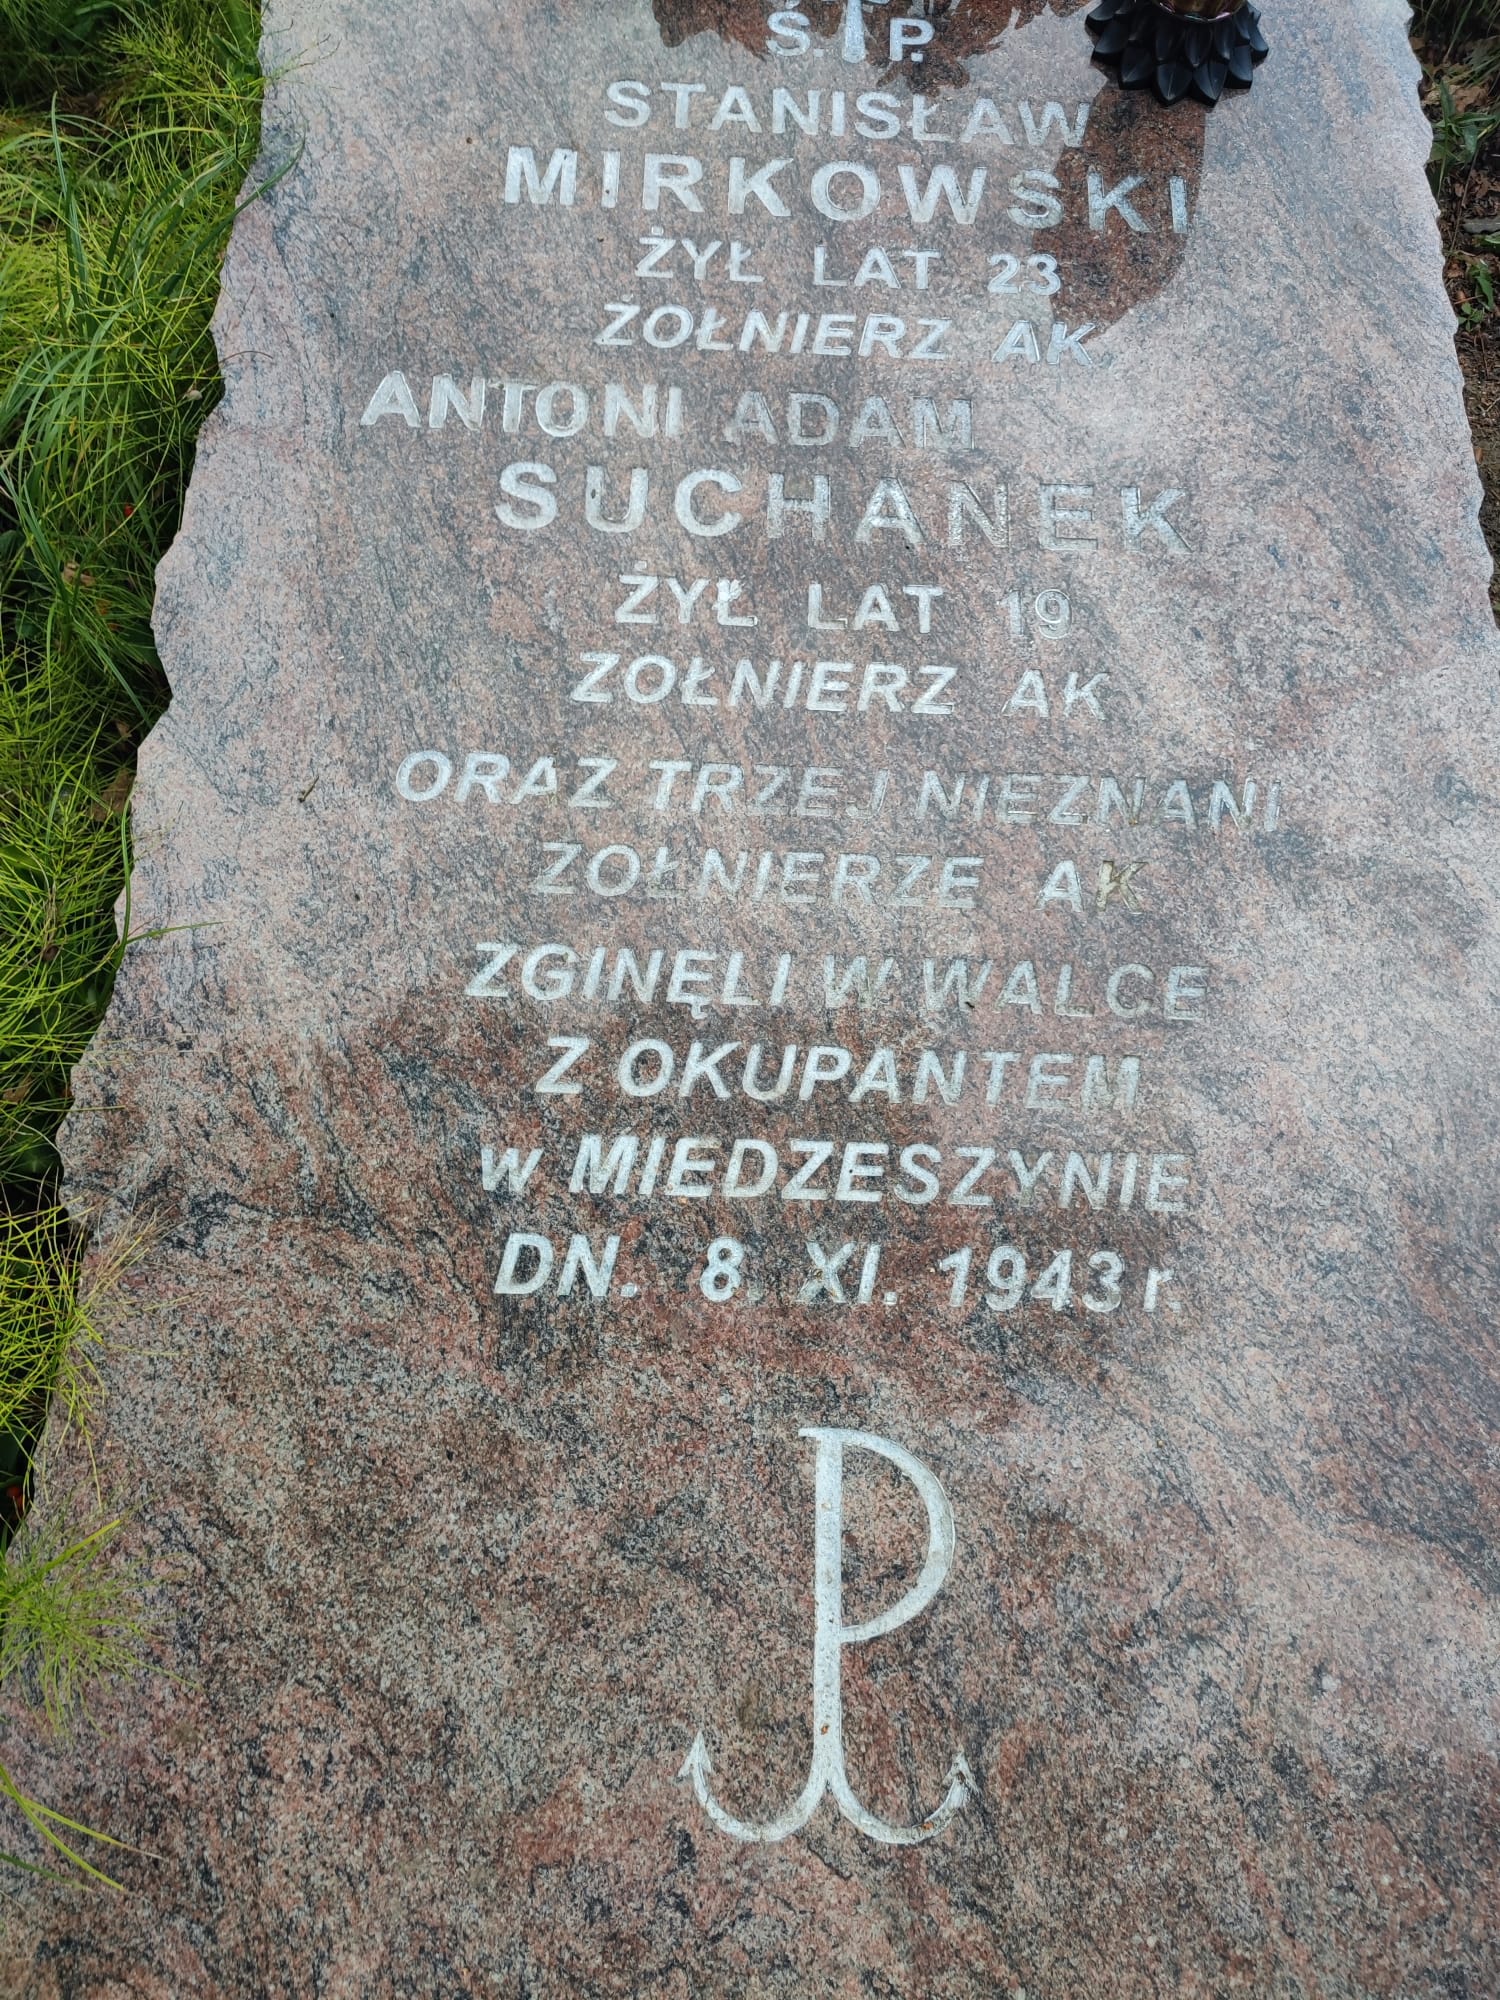 Ś. P.
STANISŁAW
MIRKOWSKI
ŻYŁ LAT 23
ŻOŁNIERZ AK
ANTONI ADAM
SUCHANEK
ŻYŁ LAT 19
ŻOŁNIERZ AK
ORAZ TRZEJ NIEZNANI
ŻOŁNIERZE AK
ZGINĘLI W WALCE
Z OKUPANTEM
W MIEDZESZYNIE
DN. 8. XI. 1943 r.